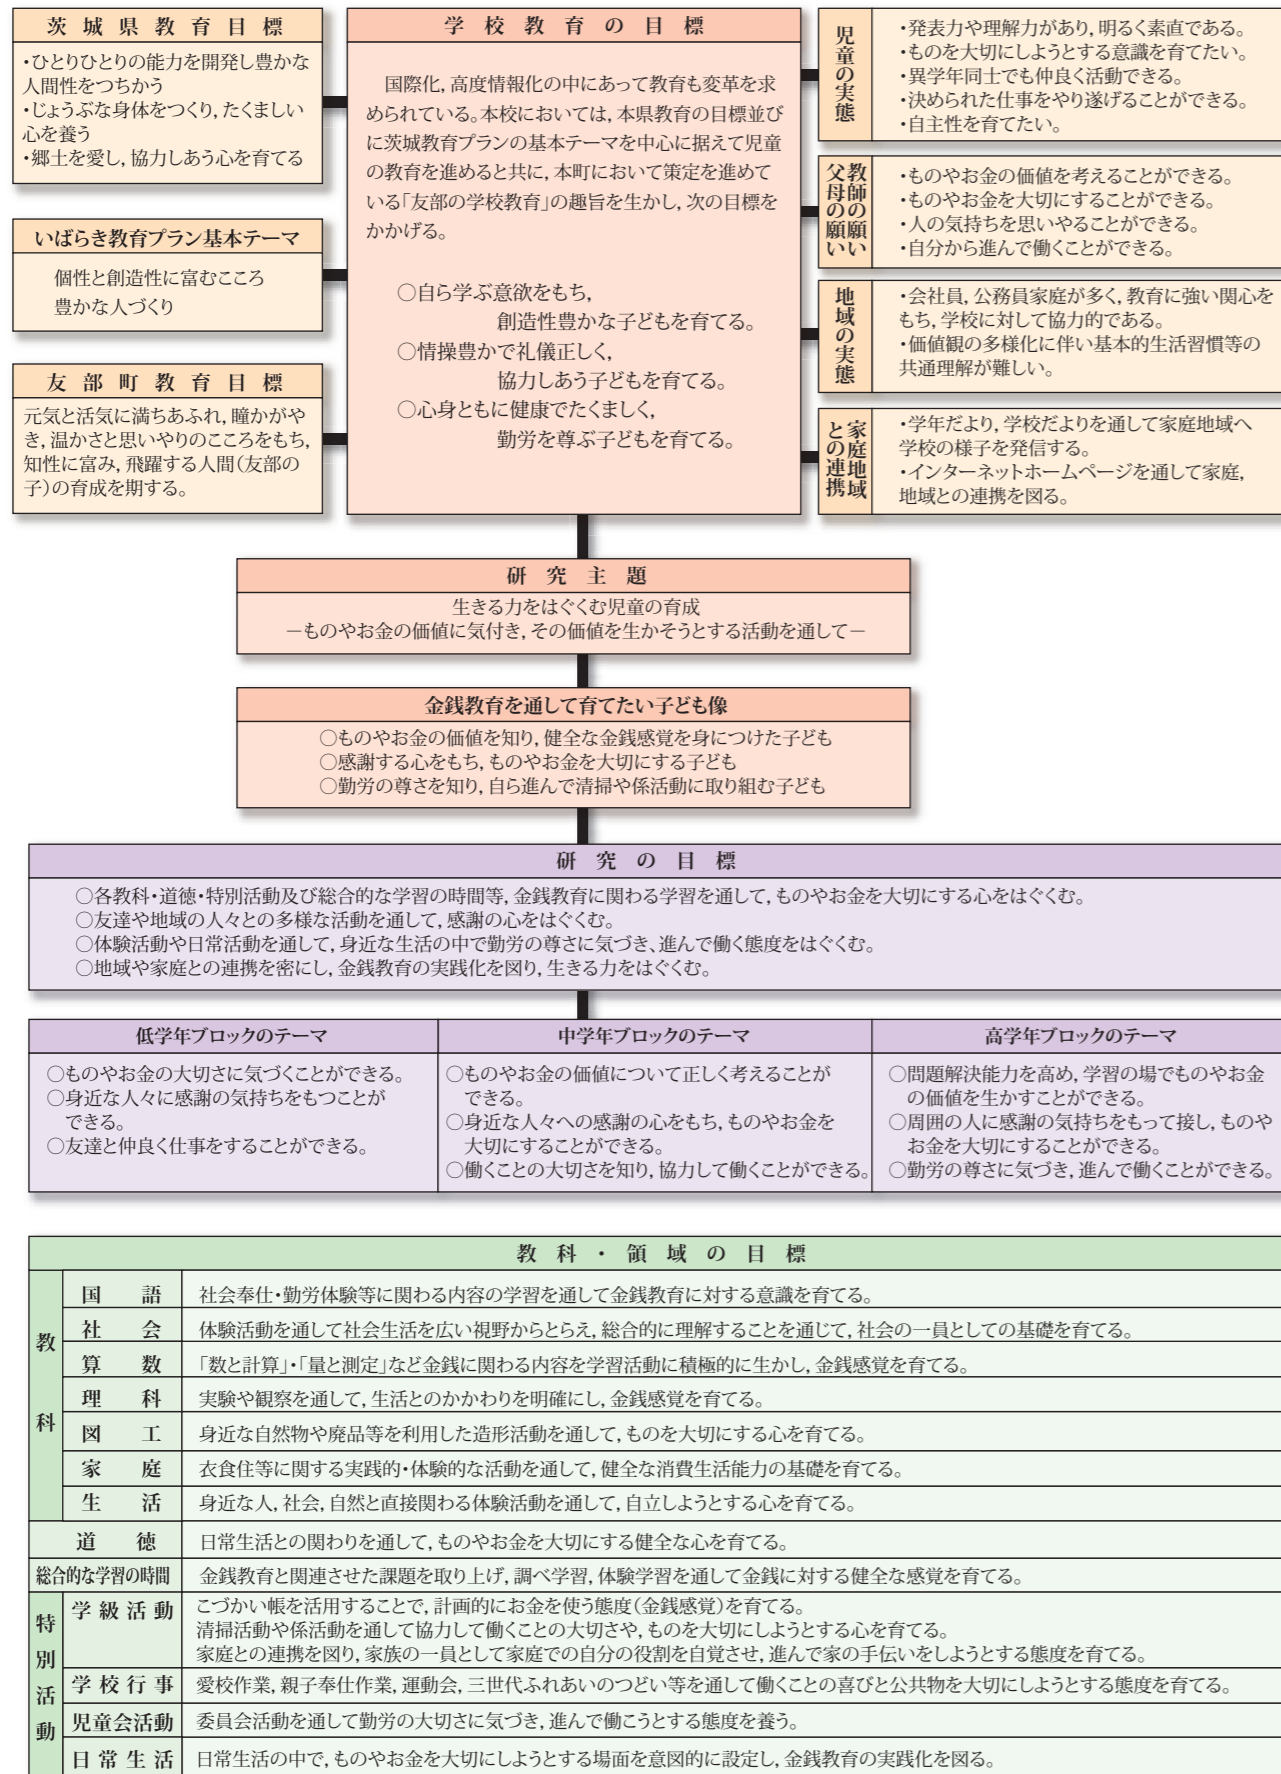 茨城県教育目標
・ひとりひとりの能力を開発し豊かな
人間性をつちかう
・じょうぶな身体をつくり,たくましい
心を養う
・郷土を愛し,協力しあう心を育てる
いばらき教育プラン基本テーマ
個性と創造性に富むこころ
豊かな人づくり
友部町教育目標
元気と活気に満ちあふれ,瞳かがや
き,温かさと思いやりのこころをもち,
知性に富み,飛躍する人間(友部の
子)の育成を期する。
学校教育の目標
国際化,高度情報化の中にあって教育も変革を求
められている。本校においては,本県教育の目標並び
に茨城教育プランの基本テーマを中心に据えて児童
の教育を進めると共に,本町において策定を進めて
いる「友部の学校教育」の趣旨を生かし,次の目標を
かかげる。
○自ら学ぶ意欲をもち,
創造性豊かな子どもを育てる。
○情操豊かで礼儀正しく,
協力しあう子どもを育てる。
○心身ともに健康でたくましく,
勤労を尊ぶ子どもを育てる。
児童の実態
・発表力や理解力があり,明るく素直である。
・ものを大切にしようとする意識を育てたい。
・異学年同士でも仲良く活動できる。
・決められた仕事をやり遂げることができる。
・自主性を育てたい。
教師の願い
父母の願い
・ものやお金の価値を考えることができる。
・ものやお金を大切にすることができる。
・人の気持ちを思いやることができる。
・自分から進んで働くことができる。
地域の実態
・会社員,公務員家庭が多く,教育に強い関心を
もち,学校に対して協力的である。
・価値観の多様化に伴い基本的生活習慣等の
共通理解が難しい。
家庭地域
との連携
・学年だより,学校だよりを通して家庭地域へ
学校の様子を発信する。
・インターネットホームページを通して家庭,
地域との連携を図る。
研究主題
生きる力をはぐくむ児童の育成
－ものやお金の価値に気付き,その価値を生かそうとする活動を通して－
金銭教育を通して育てたい子ども像
○ものやお金の価値を知り,健全な金銭感覚を身につけた子ども
○感謝する心をもち,ものやお金を大切にする子ども
○勤労の尊さを知り,自ら進んで清掃や係活動に取り組む子ども
研究の目標
○各教科・道徳・特別活動及び総合的な学習の時間等,金銭教育に関わる学習を通して,ものやお金を大切にする心をはぐくむ。
○友達や地域の人々との多様な活動を通して,感謝の心をはぐくむ。
○体験活動や日常活動を通して,身近な生活の中で勤労の尊さに気づき、進んで働く態度をはぐくむ。
○地域や家庭との連携を密にし,金銭教育の実践化を図り,生きる力をはぐくむ。
低学年ブロックのテーマ
○ものやお金の大切さに気づくことができる。
○身近な人々に感謝の気持ちをもつことが
できる。
○友達と仲良く仕事をすることができる。
中学年ブロックのテーマ
○ものやお金の価値について正しく考えることが
できる。
○身近な人々への感謝の心をもち,ものやお金を
大切にすることができる。
○働くことの大切さを知り,協力して働くことができる。
高学年ブロックのテーマ
○問題解決能力を高め,学習の場でものやお金
の価値を生かすことができる。
○周囲の人に感謝の気持ちをもって接し,ものや
お金を大切にすることができる。
○勤労の尊さに気づき,進んで働くことができる。
教科・領域の目標
教科
国語 社会奉仕・勤労体験等に関わる内容の学習を通して金銭教育に対する意識を育てる。
社会 体験活動を通して社会生活を広い視野からとらえ,総合的に理解することを通じて,社会の一員としての基礎を育てる。
算数 「数と計算」・「量と測定」など金銭に関わる内容を学習活動に積極的に生かし,金銭感覚を育てる。
理科 実験や観察を通して,生活とのかかわりを明確にし,金銭感覚を育てる。
図工 身近な自然物や廃品等を利用した造形活動を通して,ものを大切にする心を育てる。
家庭 衣食住等に関する実践的・体験的な活動を通して,健全な消費生活能力の基礎を育てる。
生活 身近な人,社会,自然と直接関わる体験活動を通して,自立しようとする心を育てる。
道徳 日常生活との関わりを通して,ものやお金を大切にする健全な心を育てる。
総合的な学習の時間 金銭教育と関連させた課題を取り上げ,調べ学習,体験学習を通して金銭に対する健全な感覚を育てる。
特別活動
学級活動 こづかい帳を活用することで,計画的にお金を使う態度(金銭感覚)を育てる。
清掃活動や係活動を通して協力して働くことの大切さや,ものを大切にしようとする心を育てる。
家庭との連携を図り,家族の一員として家庭での自分の役割を自覚させ,進んで家の手伝いをしようとする態度を育てる。
学校行事 愛校作業,親子奉仕作業,運動会,三世代ふれあいのつどい等を通して働くことの喜びと公共物を大切にしようとする態度を育てる。
児童会活動 委員会活動を通して勤労の大切さに気づき,進んで働こうとする態度を養う。
日常生活 日常生活の中で,ものやお金を大切にしようとする場面を意図的に設定し,金銭教育の実践化を図る。